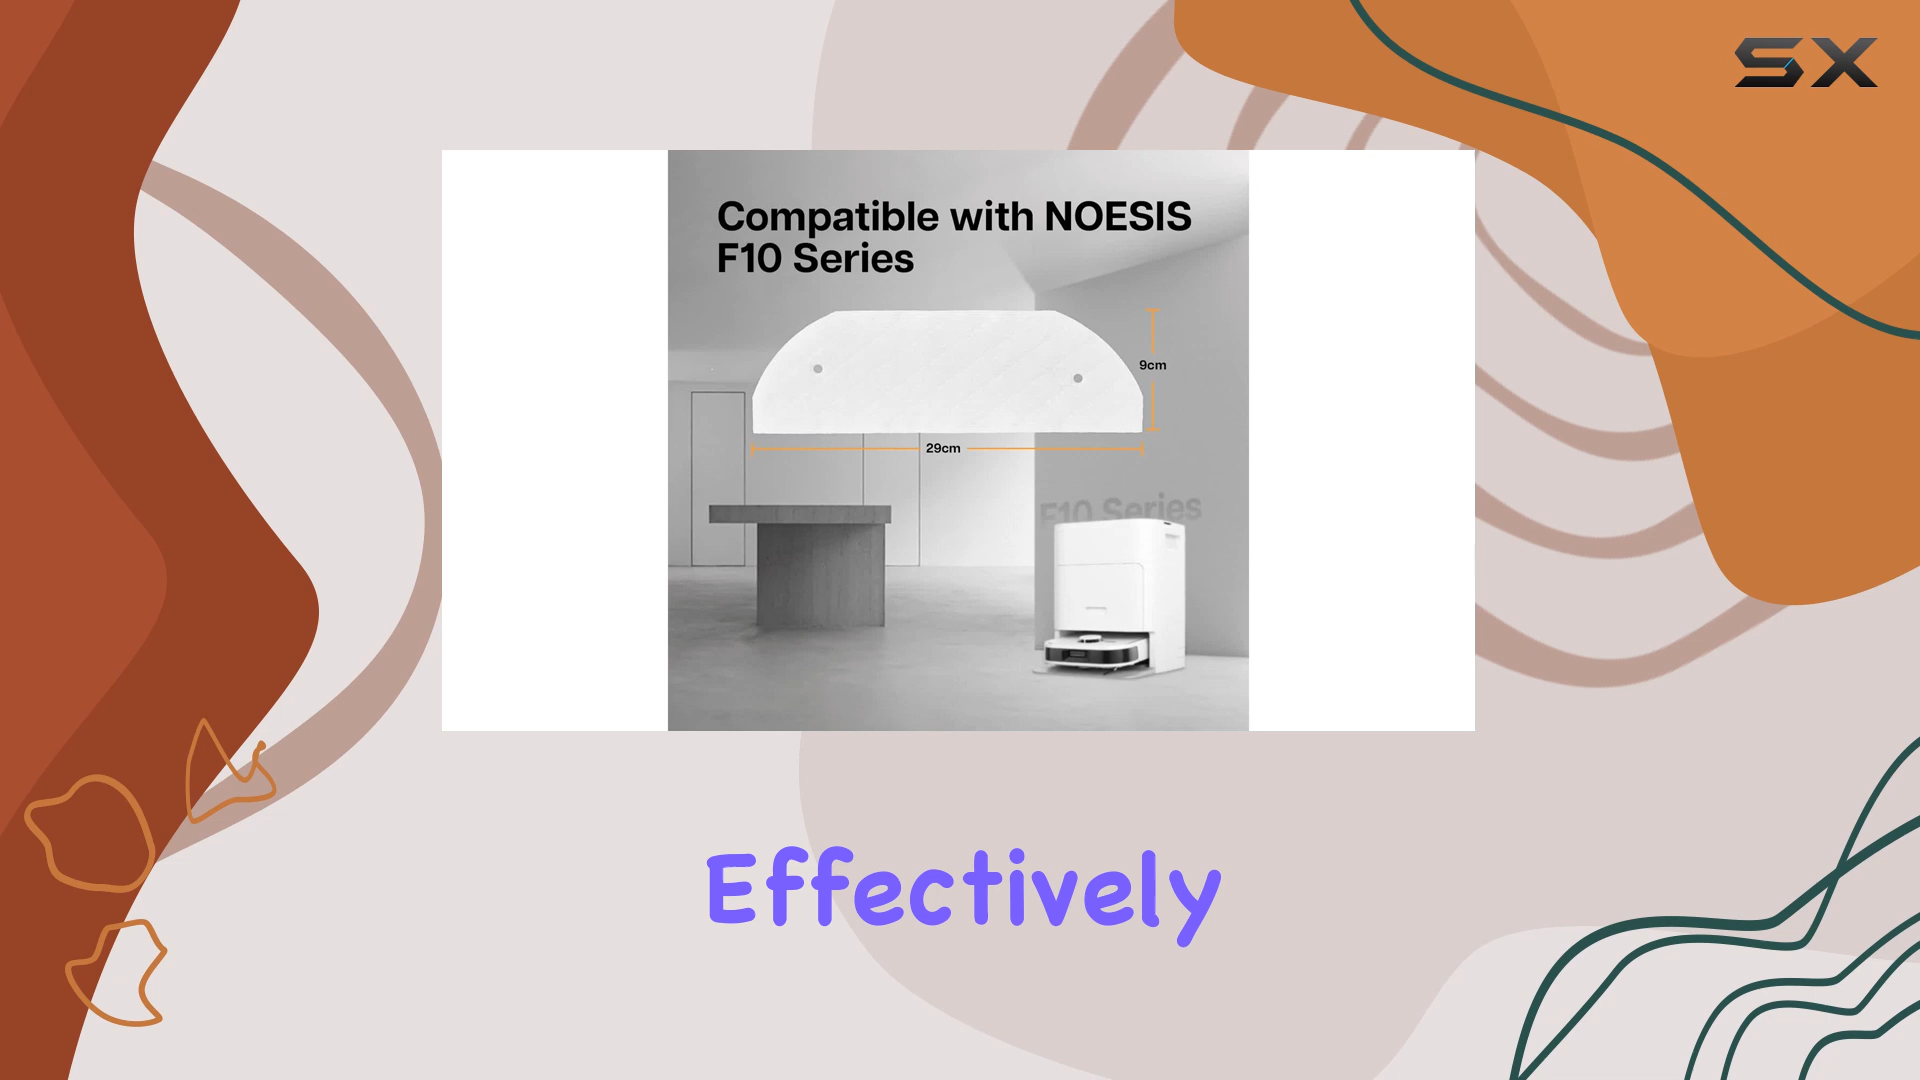 SX
Compatible with NOESIS
F10 Series
9cm
29cm
F10 Series
Effectively